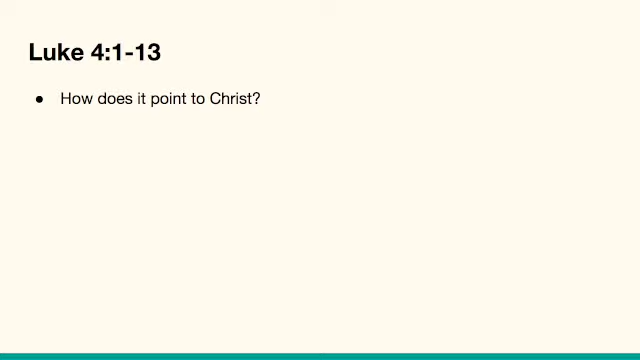 Luke 4:1-13
● How does it point to Christ?